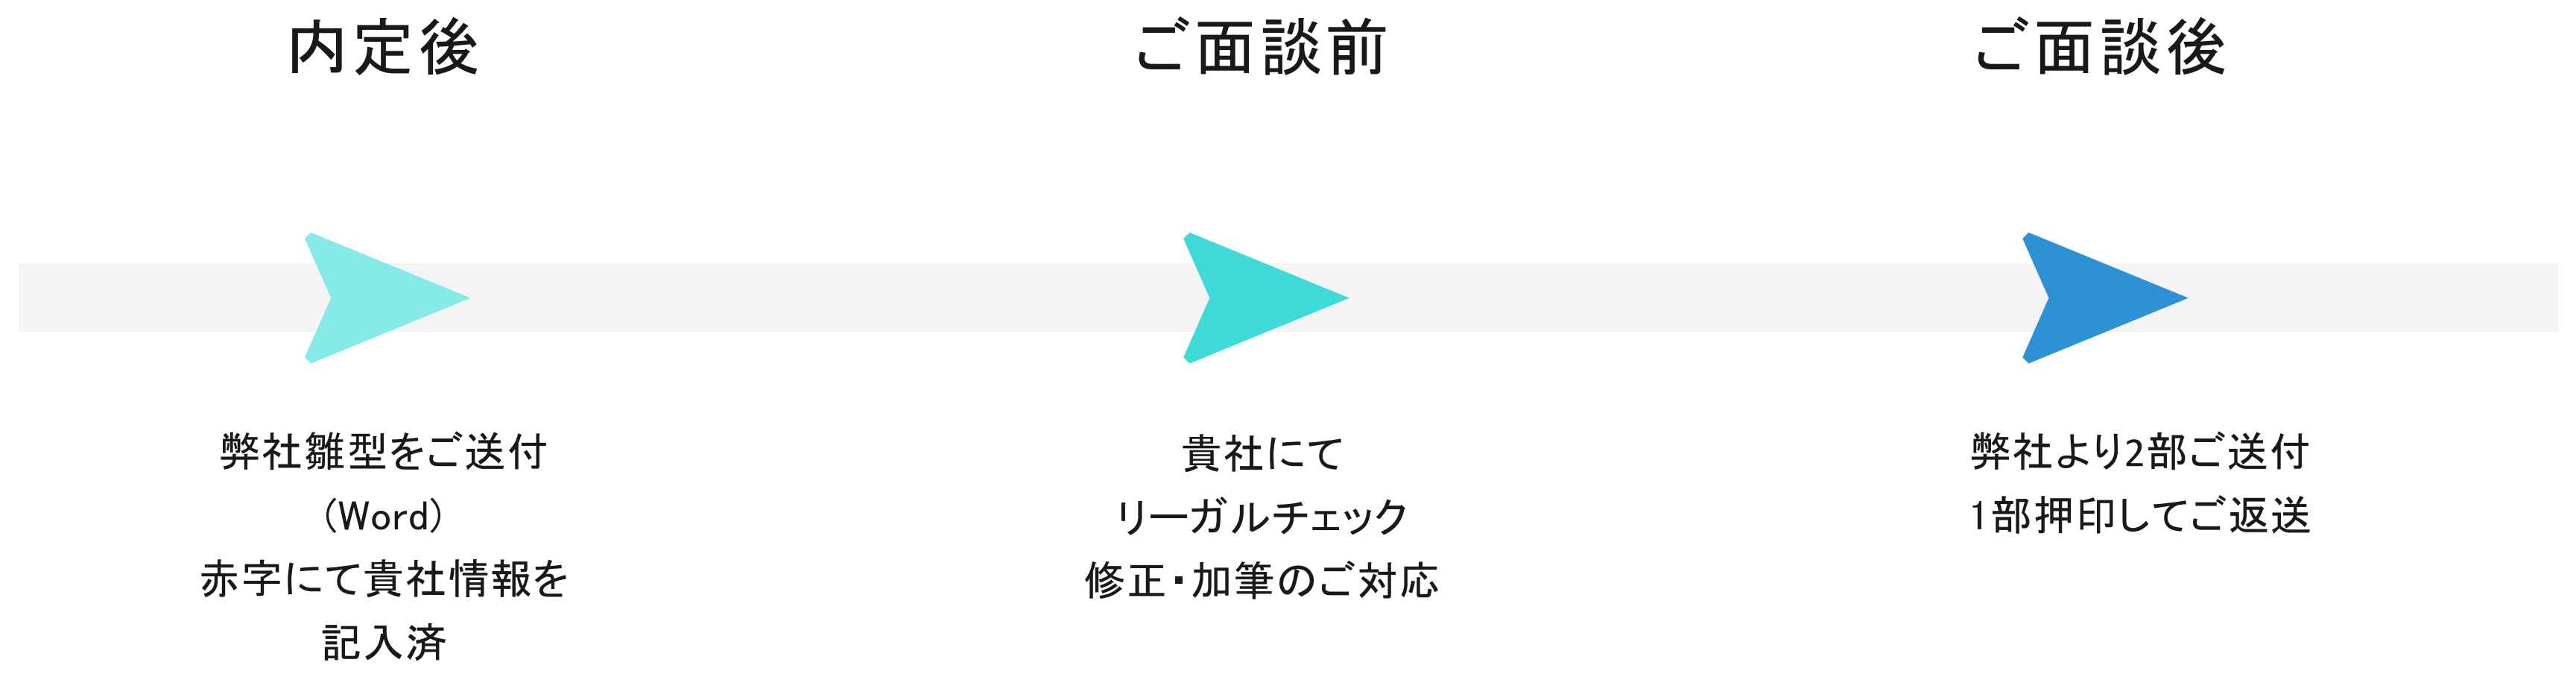 内定後
ご面談前
ご面談後
弊社雛型をご送付
(Word)
赤字にて貴社情報を
記入済
貴社にて
リーガルチェック
修正・加筆のご対応
弊社より2部ご送付
1部押印してご返送